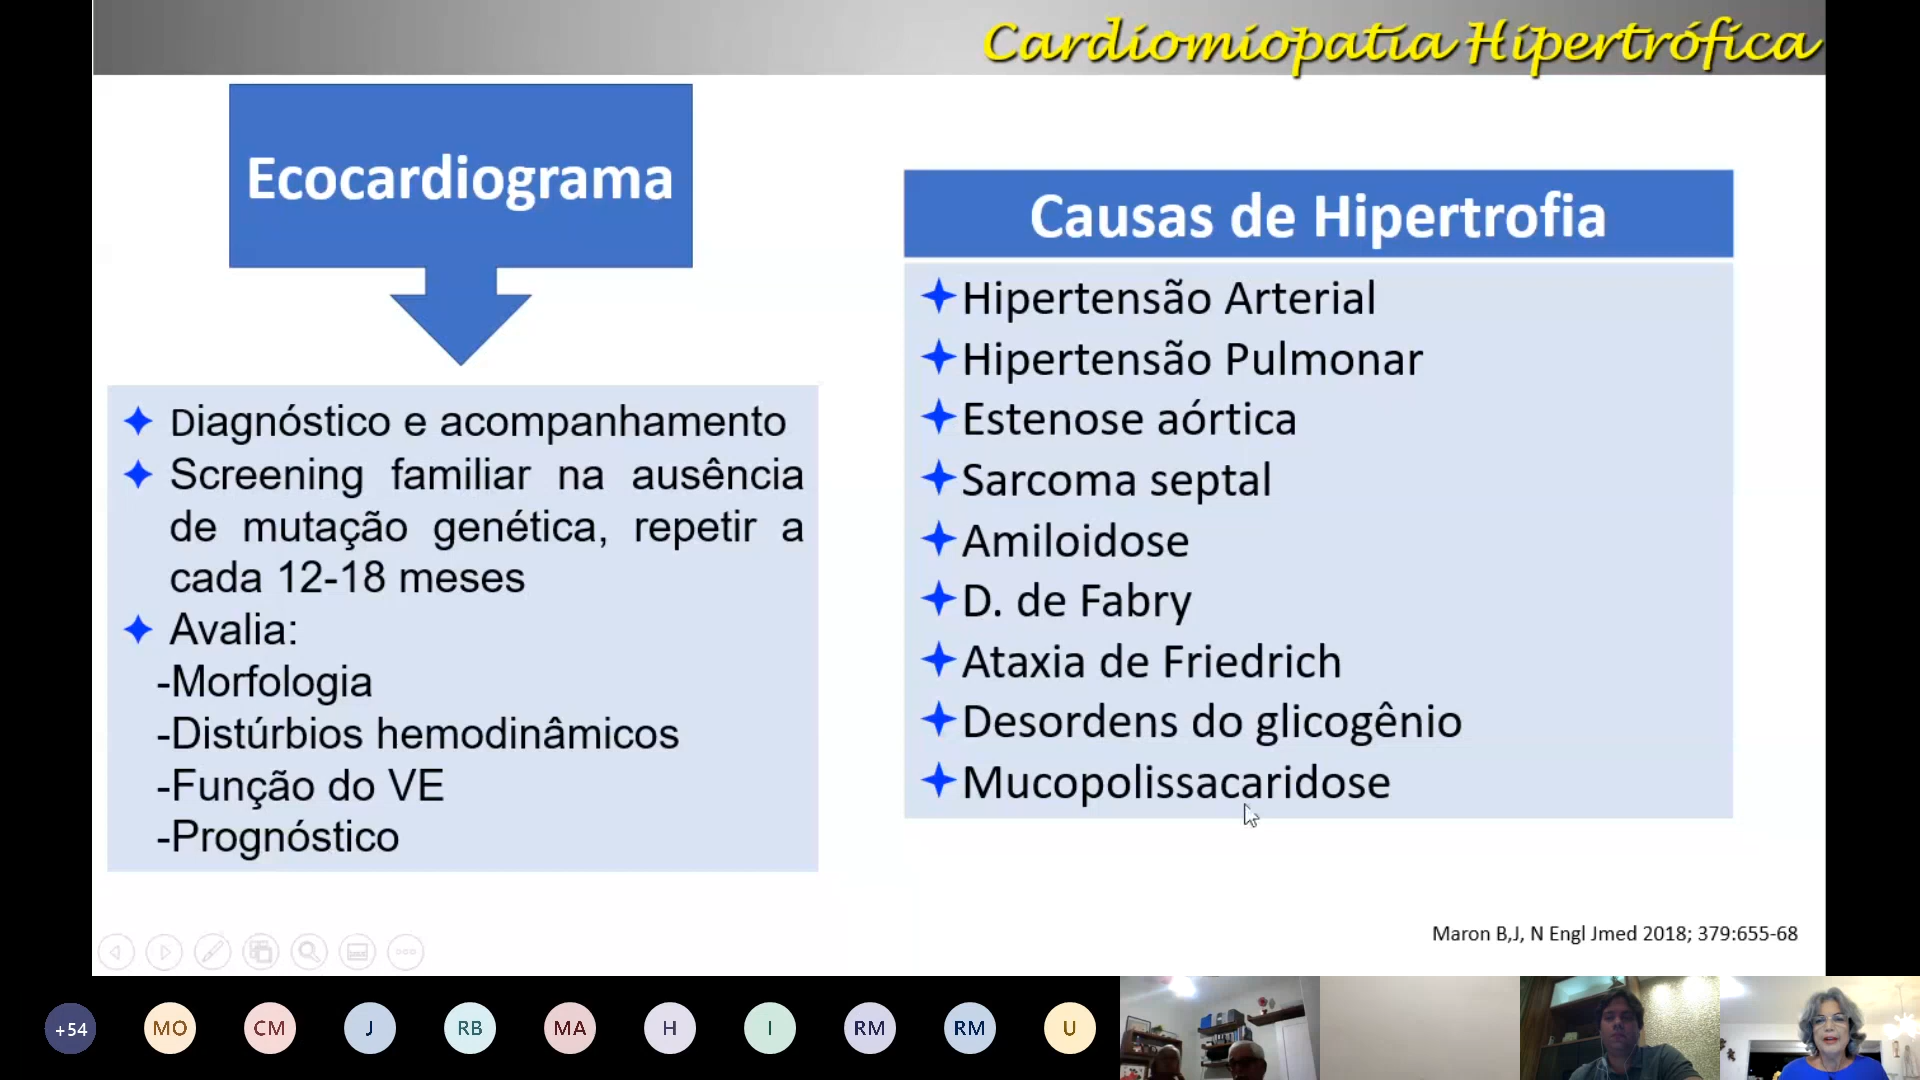 Cardiomiopatia Hipertrófica
Ecocardiograma
Diagnóstico e acompanhamento
Screening familiar na ausência
de mutação genética, repetir a
cada 12-18 meses
Avalia:
-Morfologia
-Distúrbios hemodinâmicos
-Função do VE
-Prognóstico
Causas de Hipertrofia
Hipertensão Arterial
Hipertensão Pulmonar
Estenose aórtica
Sarcoma septal
Amiloidose
D. de Fabry
Ataxia de Friedrich
Desordens do glicogênio
Mucopolissacaridose
Maron B,J, N Engl Jmed 2018; 379:655-68
+54
MO
CM
J
RB
MA
H
I
RM
RM
U